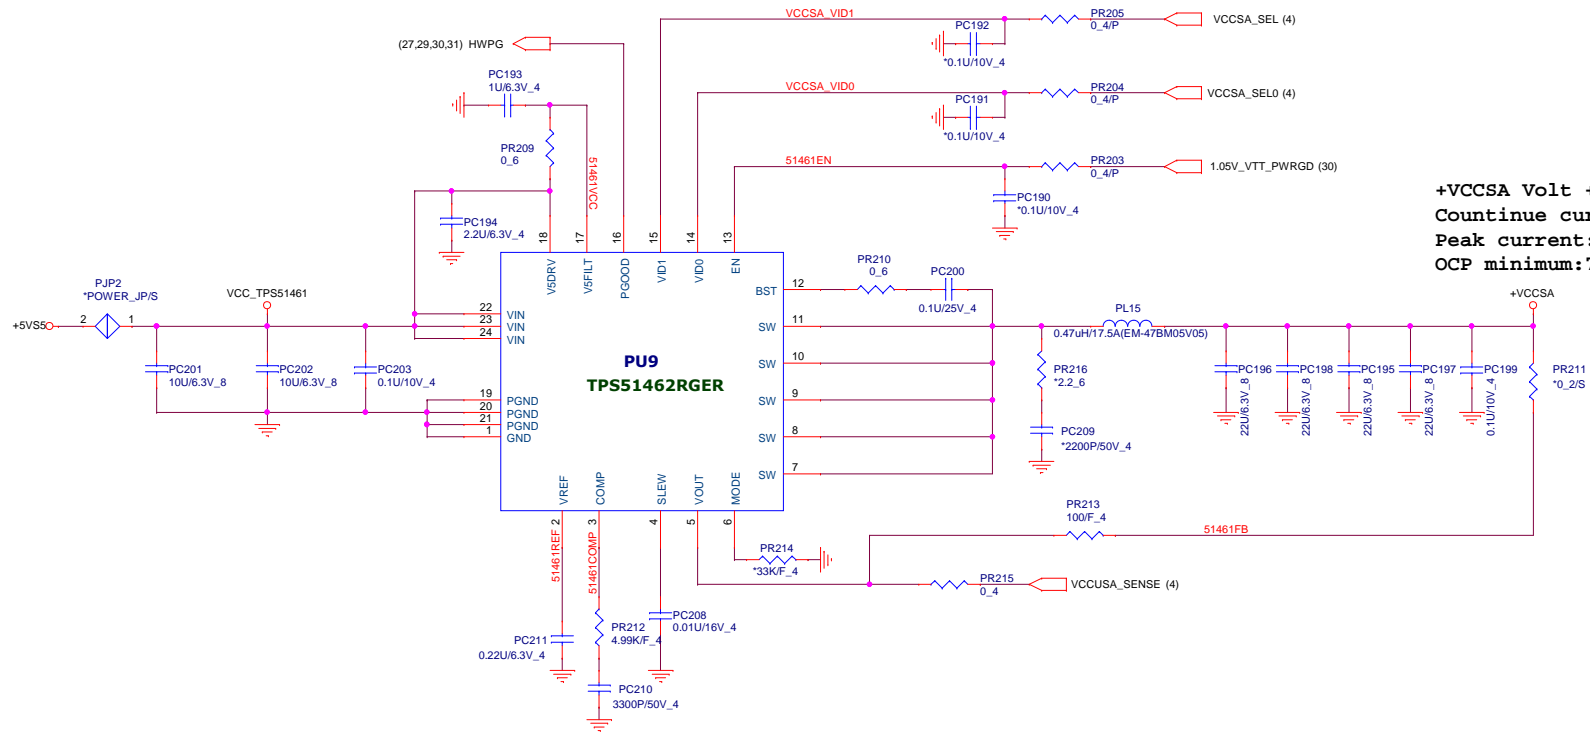 VCCSA_VID1
PR205
0_4/P
VCCSA_SEL (4)
PC192
*0.1U/10V_4
(27,29,30,31) HWPG
PC193
1U/6.3V_4
VCCSA_VID0
PR204
0_4/P
VCCSA_SEL0 (4)
PC191
*0.1U/10V_4
PR209
0_6
51461VCC
51461EN
PR203
0_4/P
1.05V_VTT_PWRGD (30)
PC190
*0.1U/10V_4
PC194
2.2U/6.3V_4
+VCCSA Volt +
Countinue cur
Peak current:
OCP minimum:7
18
17
16
15
14
13
V5DRV
V5FILT
PGOOD
VID1
VID0
EN
PJP2
*POWER_JP/S
VCC_TPS51461
+5VS5
2
1
22
23
24
VIN
VIN
VIN
PC201
10U/6.3V_8
PC202
10U/6.3V_8
PC203
0.1U/10V_4
19
20
21
1
PGND
PGND
PGND
GND
PU9
TPS51462RGER
BST
12
SW
11
SW
10
SW
9
SW
8
SW
7
PR210
0_6
PC200
0.1U/25V_4
PL15
0.47uH/17.5A(EM-47BM05V05)
+VCCSA
PR216
*2.2_6
PC209
*2200P/50V_4
PC196
22U/6.3V_8
PC198
22U/6.3V_8
PC195
22U/6.3V_8
PC197
22U/6.3V_8
PC199
0.1U/10V_4
PR211
*0_2/S
VREF
COMP
SLEW
VOUT
MODE
2
3
4
5
6
51461REF
51461COMP
PR213
100/F_4
51461FB
PR214
*33K/F_4
PR215
0_4
VCCUSA_SENSE (4)
PC211
0.22U/6.3V_4
PR212
4.99K/F_4
PC208
0.01U/16V_4
PC210
3300P/50V_4